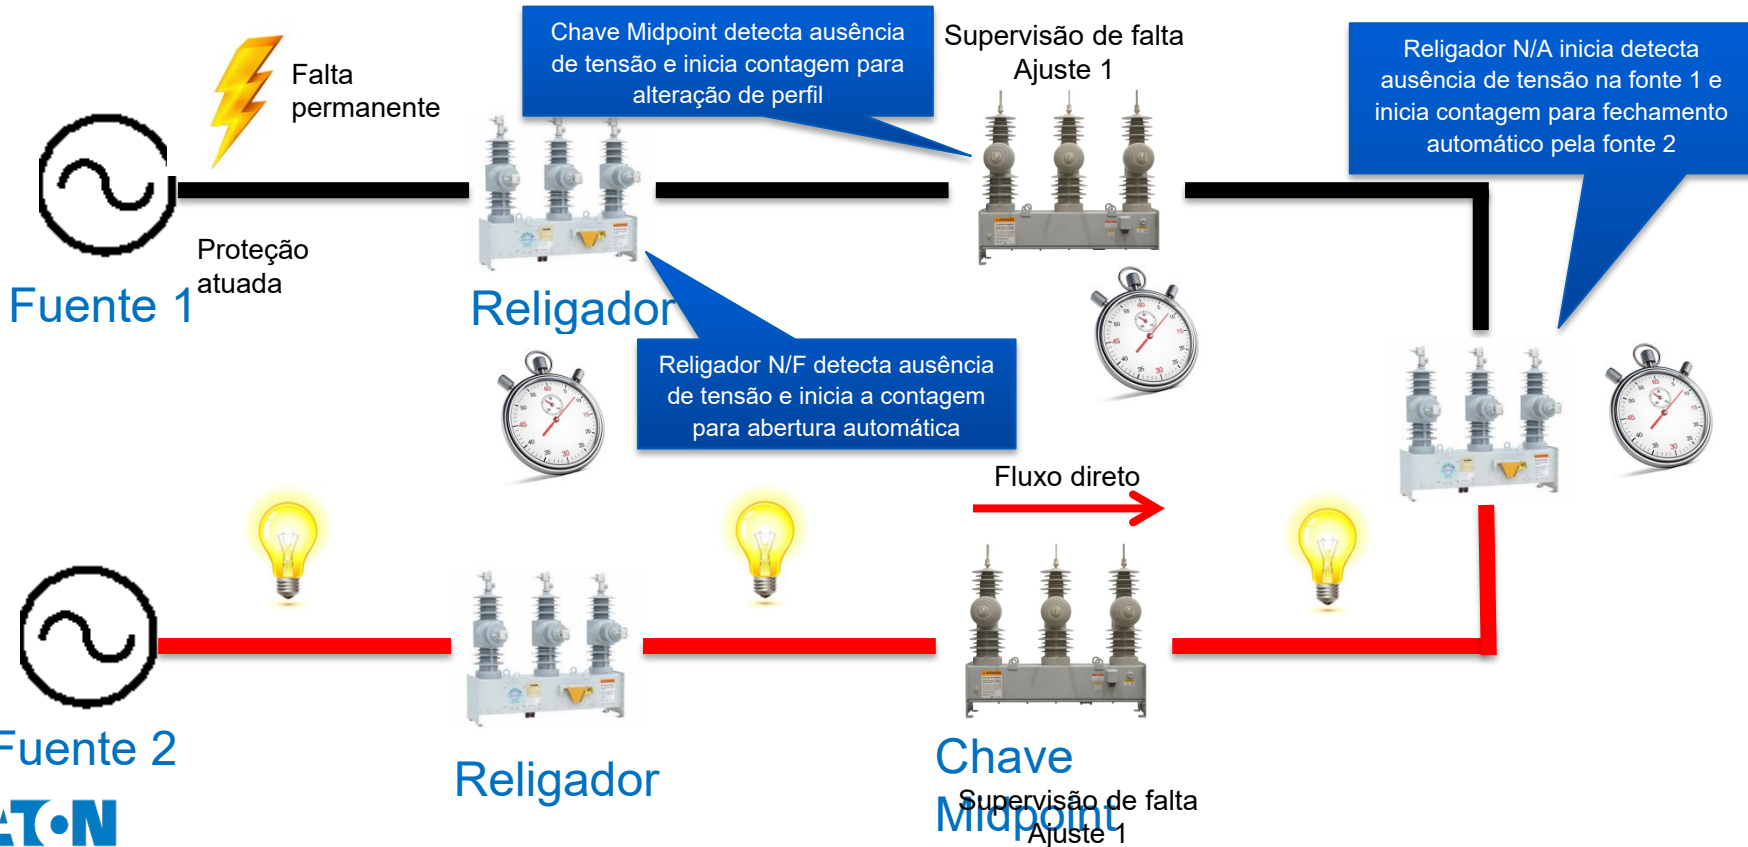 Chave Midpoint detecta ausência
de tensão e inicia contagem para
alteração de perfil
Supervisão de falta
Ajuste 1
Religador N/A inicia detecta
ausência de tensão na fonte 1 e
inicia contagem para fechamento
automático pela fonte 2
Falta
permanente
Proteção
atuada
Fuente 1
Religador
Religador N/F detecta ausência
de tensão e inicia a contagem
para abertura automática
Fluxo direto
Fuente 2
Religador
Chave
Midpoint
Supervisão de falta
Ajuste 1
EATON